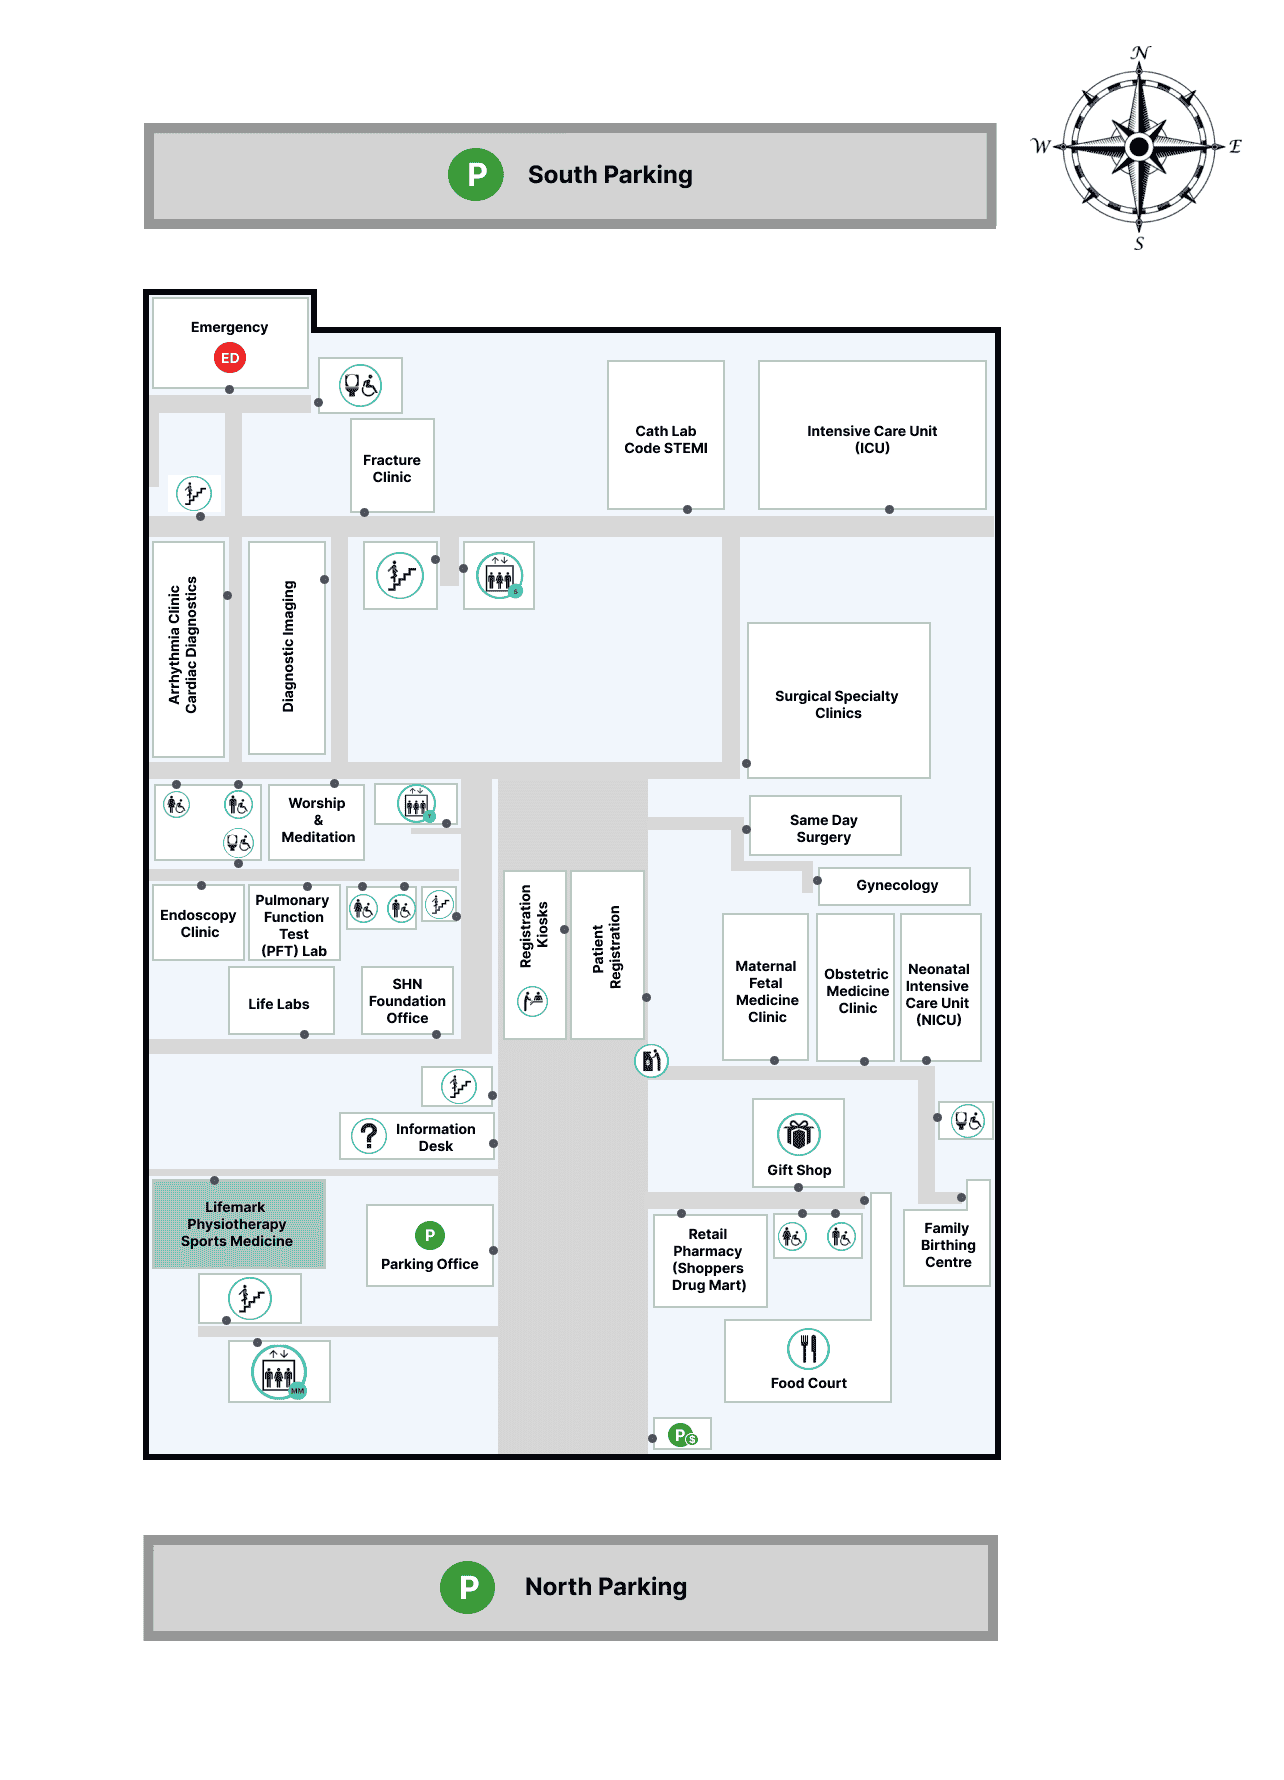 N
W
E
S
P South Parking
Emergency
ED
Cath Lab
Code STEMI
Intensive Care Unit
(ICU)
Fracture
Clinic
Arrhythmia Clinic
Cardiac Diagnostics
Diagnostic Imaging
S
Surgical Specialty
Clinics
Worship
&
Meditation
Y
Same Day
Surgery
Gynecology
Endoscopy
Clinic
Pulmonary
Function
Test
(PFT) Lab
Registration
Kiosks
Patient
Registration
Maternal
Fetal
Medicine
Clinic
Obstetric
Medicine
Clinic
Neonatal
Intensive
Care Unit
(NICU)
Life Labs
SHN
Foundation
Office
?
Information
Desk
Gift Shop
Lifemark
Physiotherapy
Sports Medicine
P
Parking Office
Retail
Pharmacy
(Shoppers
Drug Mart)
Family
Birthing
Centre
MM
Food Court
P $
P North Parking